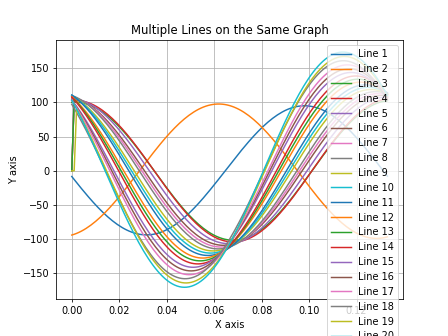 Multiple Lines on the Same Graph
Y axis
150
100
50
0
−50
−100
−150
0.00
0.02
0.04
0.06
0.08
0.10
X axis
Line 1
Line 2
Line 3
Line 4
Line 5
Line 6
Line 7
Line 8
Line 9
Line 10
Line 11
Line 12
Line 13
Line 14
Line 15
Line 16
Line 17
Line 18
Line 19
Line 20